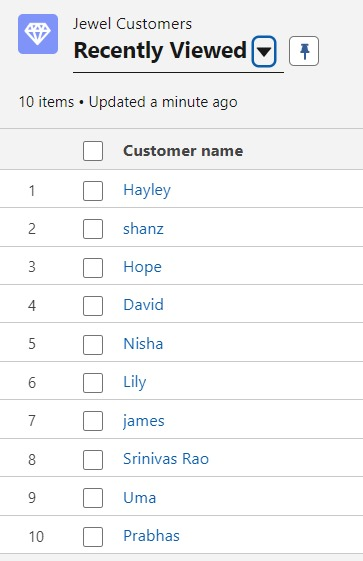 Jewel Customers
Recently Viewed
10 items • Updated a minute ago
Customer name
1 Hayley
2 shanz
3 Hope
4 David
5 Nisha
6 Lily
7 james
8 Srinivas Rao
9 Uma
10 Prabhas